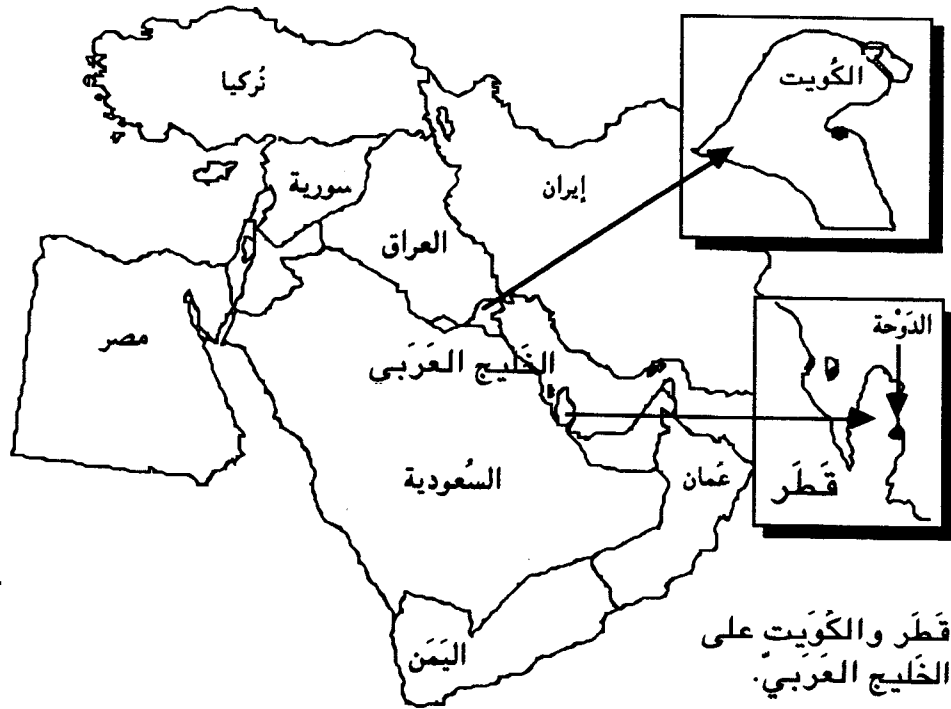 تُركيا
الكُويت
سورية
إيران
العراق
الدَوْحة
مصر
الخَليج العَرَبي
السُعودية
عُمان
قَطَر
اليَمَن
قَطَر والكُوَيت على
الخَليج العَرَبيّ.